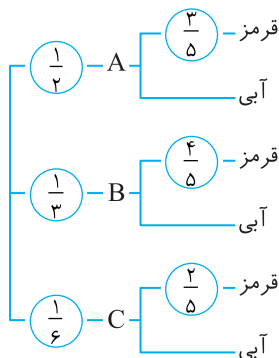 ۳/۵ قرمز
۱/۲ A
آبی
۴/۵ قرمز
۱/۳ B
آبی
۲/۵ قرمز
۱/۶ C
آبی